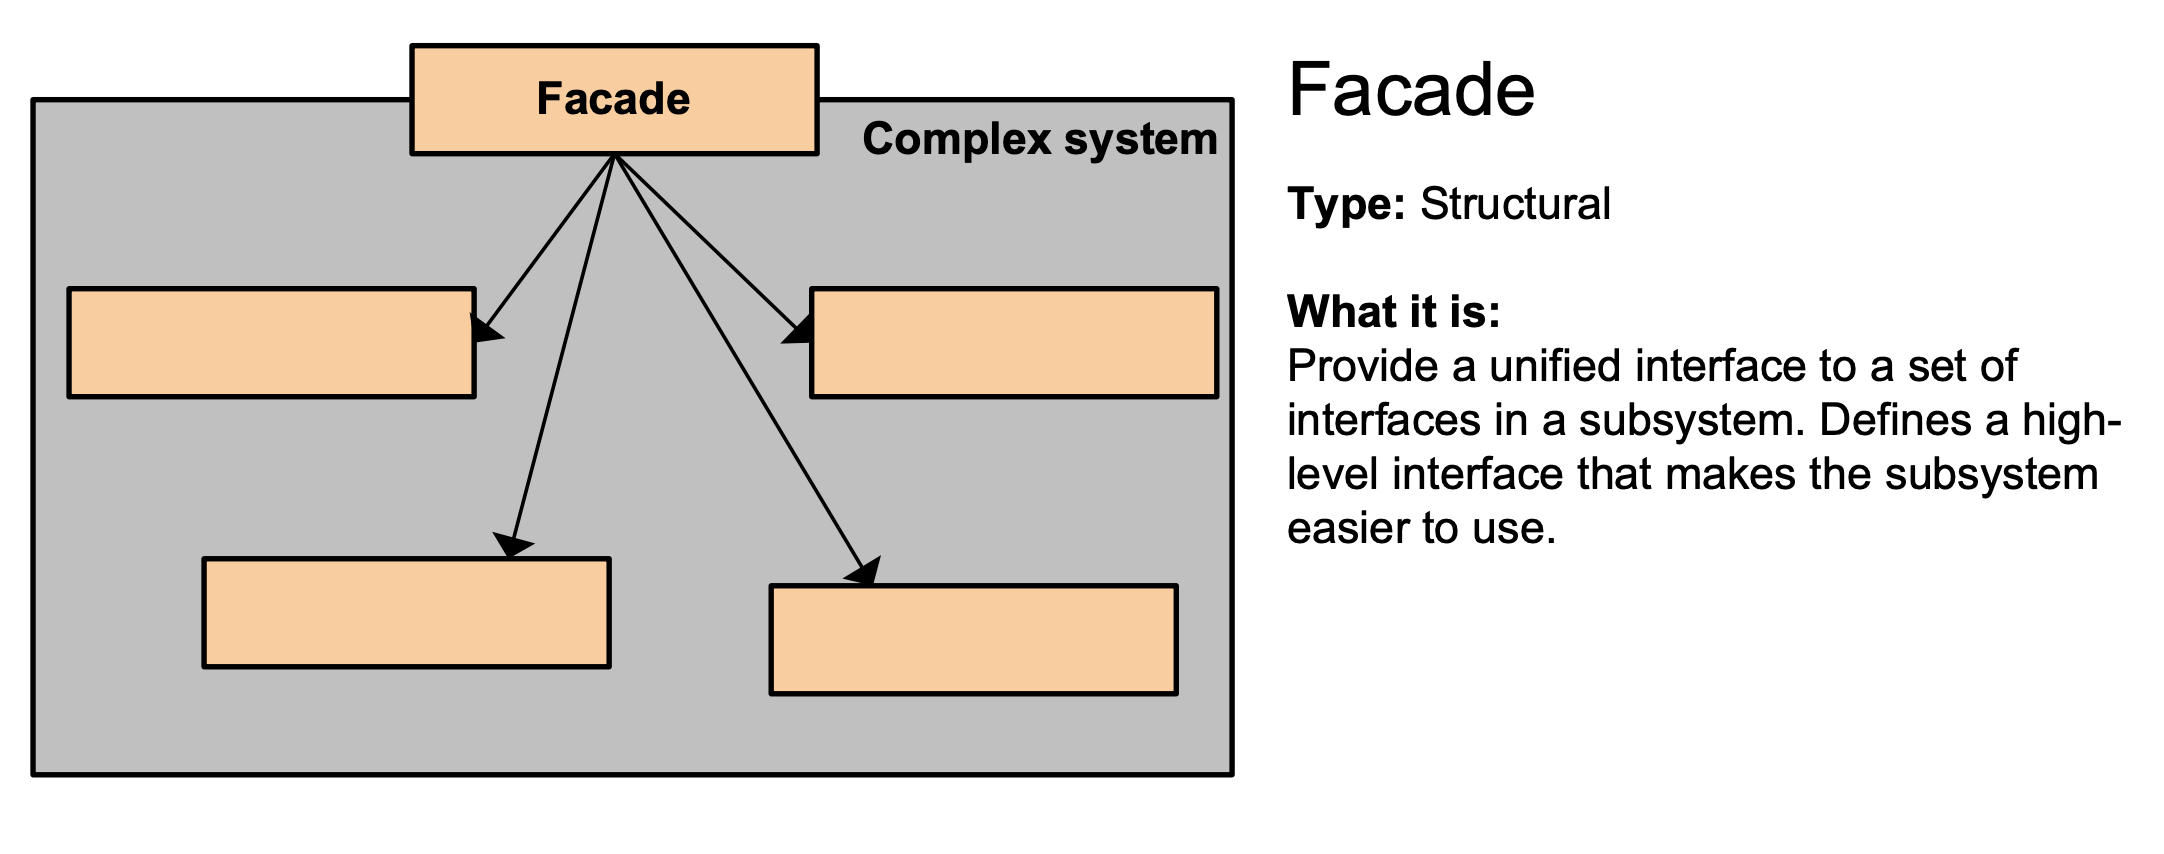 Facade
Complex system
Facade
Type: Structural
What it is:
Provide a unified interface to a set of
interfaces in a subsystem. Defines a high-
level interface that makes the subsystem
easier to use.